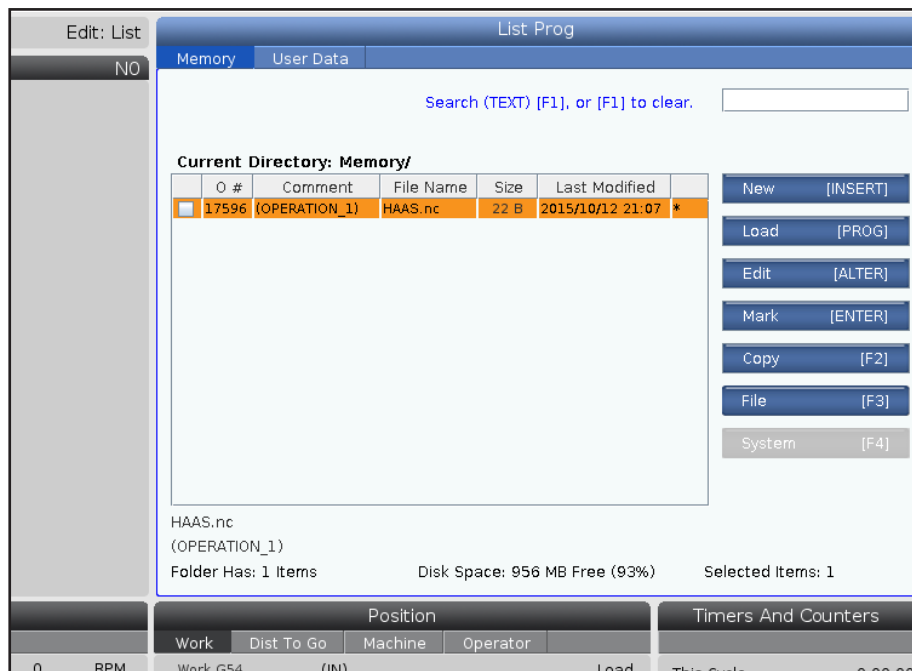 Edit: List
List Prog
N0
Memory User Data
Search (TEXT) [F1], or [F1] to clear.
Current Directory: Memory/
O # Comment File Name Size Last Modified
17596 (OPERATION_1) HAAS.nc 22 B 2015/10/12 21:07 *
New [INSERT]
Load [PROG]
Edit [ALTER]
Mark [ENTER]
Copy [F2]
File [F3]
System [F4]
HAAS.nc
(OPERATION_1)
Folder Has: 1 Items Disk Space: 956 MB Free (93%) Selected Items: 1
Position Timers And Counters
Work Dist To Go Machine Operator
0 RPM Work G54 (IN) Load This Cycle